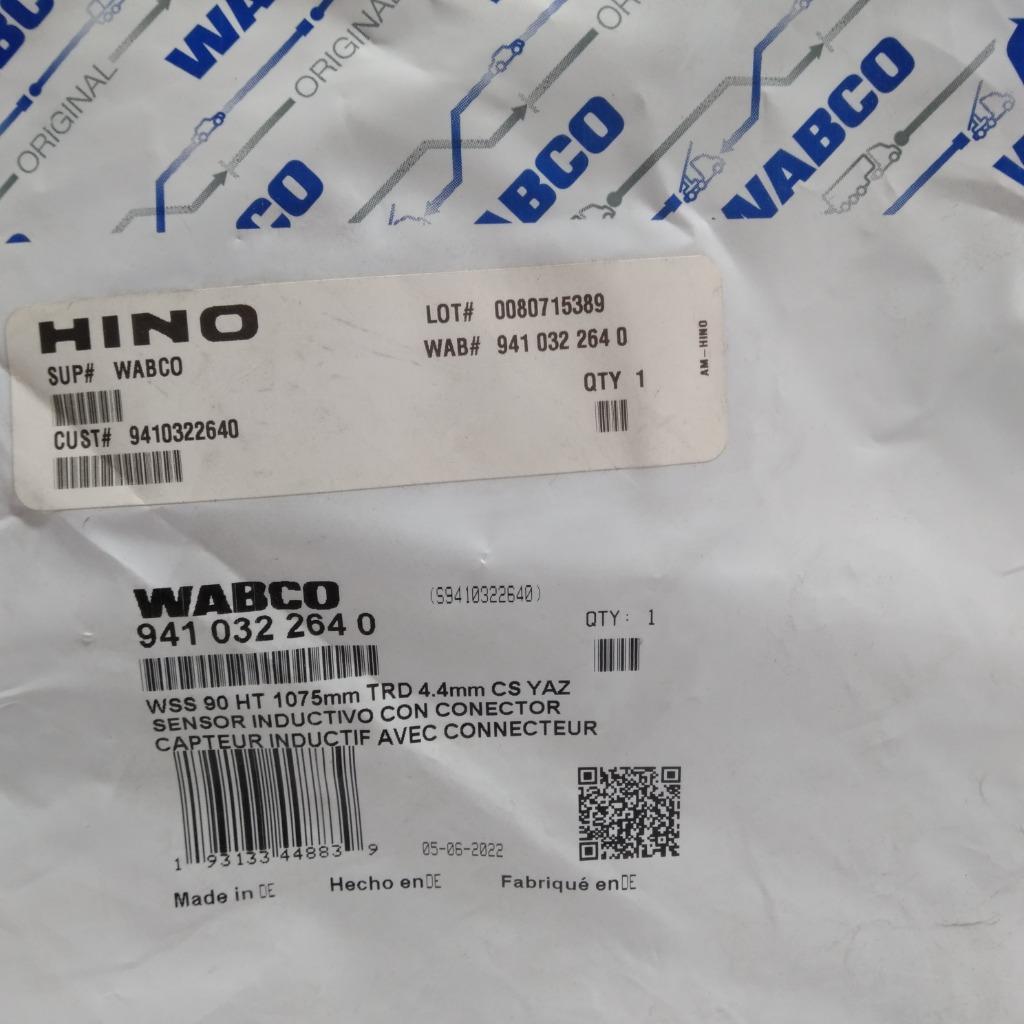 WABCO
ORIGINAL
ORIGINAL
WABCO
HINO
SUP# WABCO
CUST# 9410322640
LOT# 0080715389
WAB# 941 032 264 0
QTY 1
AM-HINO
WABCO
(S9410322640)
941 032 264 0
QTY: 1
WSS 90 HT 1075mm TRD 4.4mm CS YAZ
SENSOR INDUCTIVO CON CONECTOR
CAPTEUR INDUCTIF AVEC CONNECTEUR
1 93133 44883 9
05-06-2022
Made in DE
Hecho en DE
Fabriqué en DE